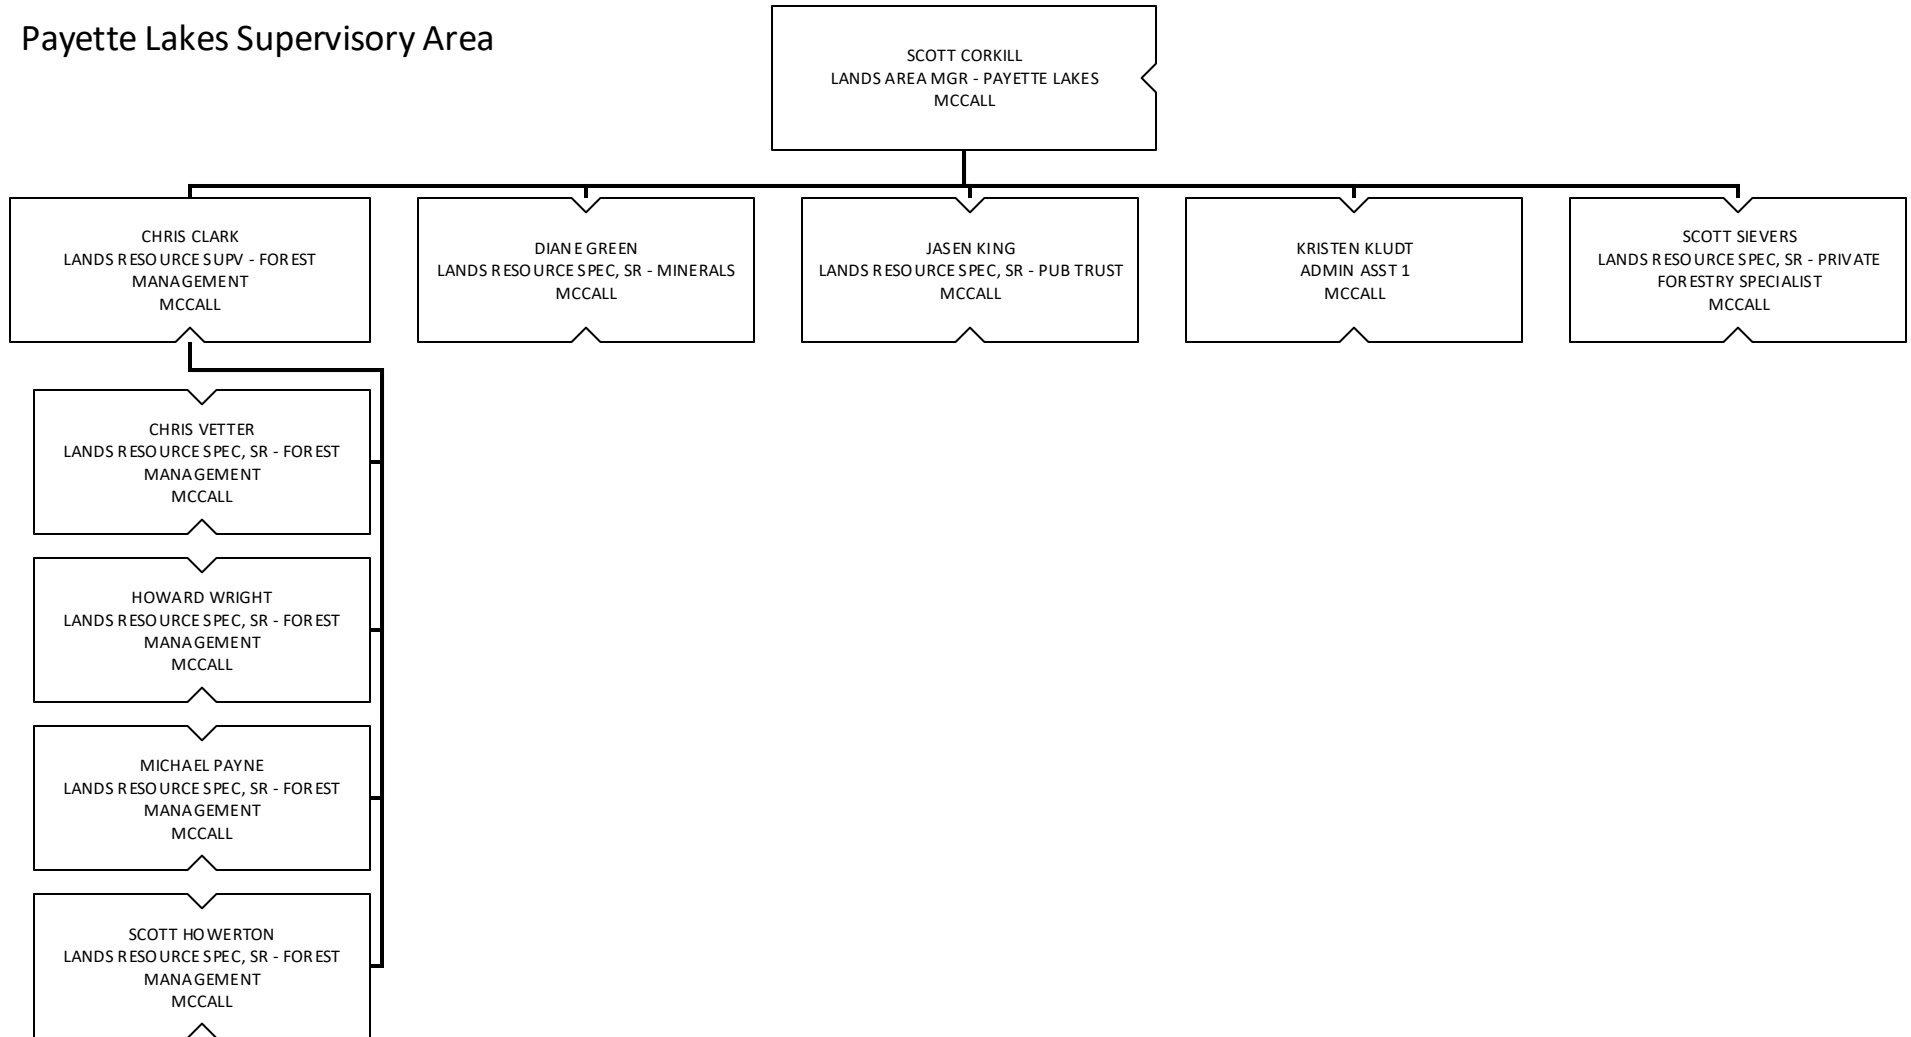 Payette Lakes Supervisory Area
SCOTT CORKILL
LANDS AREA MGR - PAYETTE LAKES
MCCALL
CHRIS CLARK
LANDS RESOURCE SUPV - FOREST
MANAGEMENT
MCCALL
DIANE GREEN
LANDS RESOURCE SPEC, SR - MINERALS
MCCALL
JASEN KING
LANDS RESOURCE SPEC, SR - PUB TRUST
MCCALL
KRISTEN KLUDT
ADMIN ASST 1
MCCALL
SCOTT SIEVERS
LANDS RESOURCE SPEC, SR - PRIVATE
FORESTRY SPECIALIST
MCCALL
CHRIS VETTER
LANDS RESOURCE SPEC, SR - FOREST
MANAGEMENT
MCCALL
HOWARD WRIGHT
LANDS RESOURCE SPEC, SR - FOREST
MANAGEMENT
MCCALL
MICHAEL PAYNE
LANDS RESOURCE SPEC, SR - FOREST
MANAGEMENT
MCCALL
SCOTT HOWERTON
LANDS RESOURCE SPEC, SR - FOREST
MANAGEMENT
MCCALL